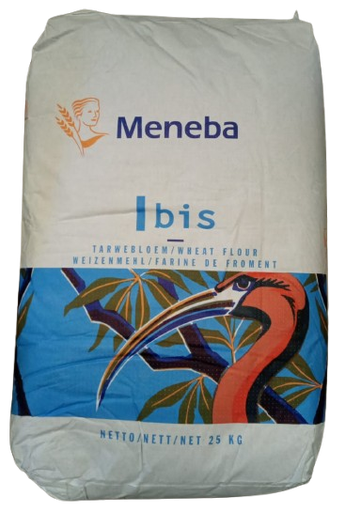 Meneba
Ibis
TARWEBLOEM/WHEAT FLOUR
WEIZENMEHL/FARINE DE FROMENT
NETTO/NETT/NET 25 KG